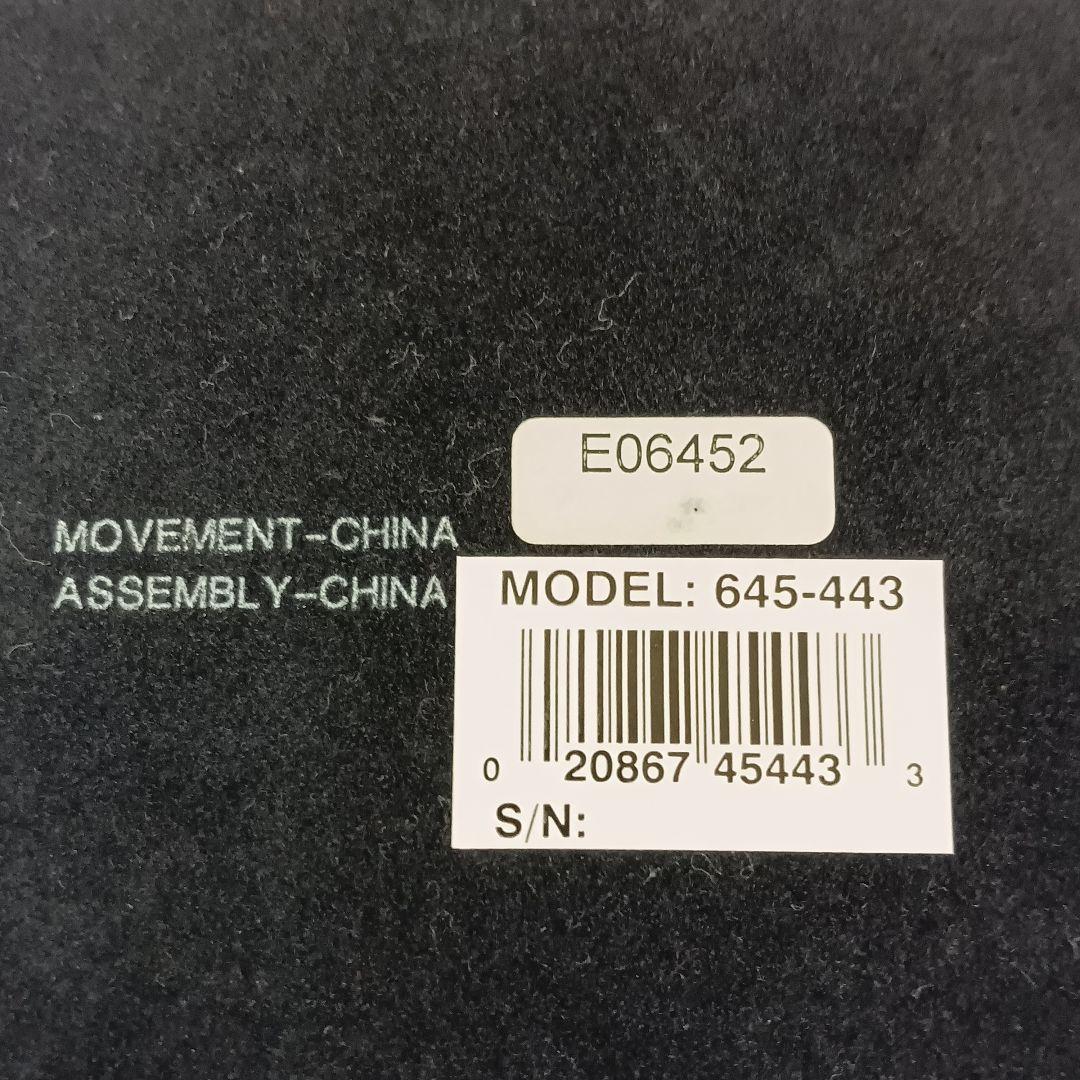 E06452
MOVEMENT-CHINA
ASSEMBLY-CHINA
MODEL: 645-443
0 20867 45443 3
S/N: